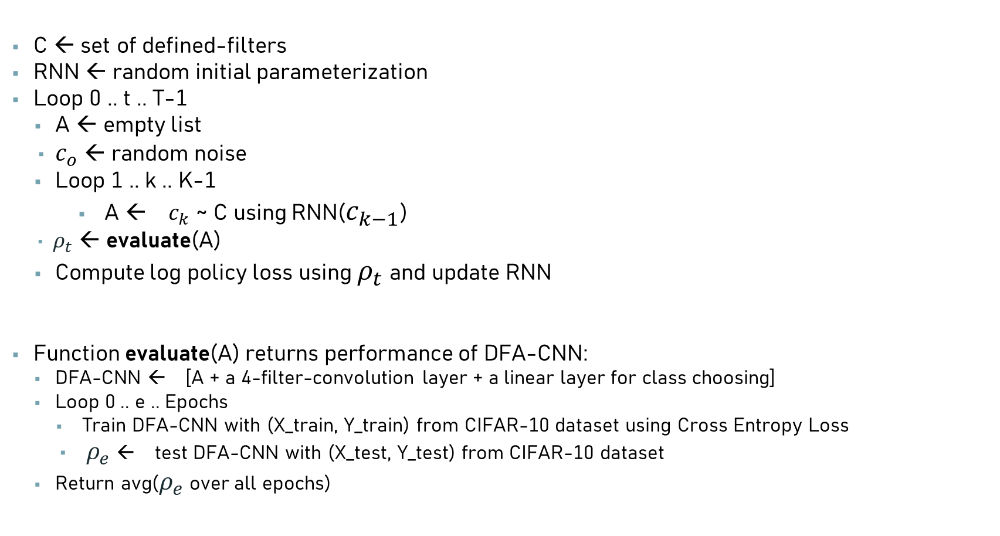 ▪ C ← set of defined-filters
▪ RNN ← random initial parameterization
▪ Loop 0 .. t .. T-1
▪ A ← empty list
▪ c_o ← random noise
▪ Loop 1 .. k .. K-1
▪ A ← c_k ~ C using RNN(c_{k−1})
▪ ρ_t ← evaluate(A)
▪ Compute log policy loss using ρ_t and update RNN
▪ Function evaluate(A) returns performance of DFA-CNN:
▪ DFA-CNN ← [A + a 4-filter-convolution layer + a linear layer for class choosing]
▪ Loop 0 .. e .. Epochs
▪ Train DFA-CNN with (X_train, Y_train) from CIFAR-10 dataset using Cross Entropy Loss
▪ ρ_e ← test DFA-CNN with (X_test, Y_test) from CIFAR-10 dataset
▪ Return avg(ρ_e over all epochs)